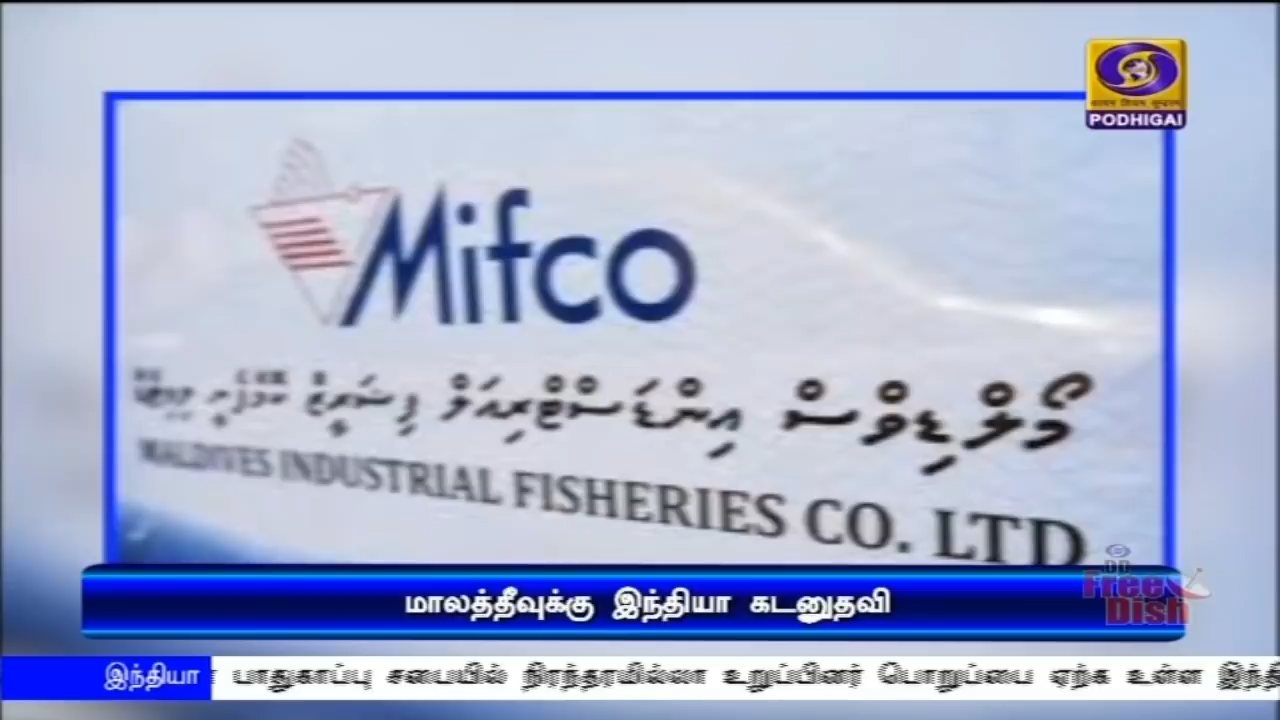 PODHIGAI
Mifco
މޯލްޑިވްސް އިންޑަސްޓްރިއަލް ފިޝަރީޒް ކޮމްޕެނީ ލިމިޓެޑް
MALDIVES INDUSTRIAL FISHERIES CO. LTD
மாலத்தீவுக்கு இந்தியா கடனுதவி
DD
Free
Dish
இந்தியா பாதுகாப்பு சபையில் நிரந்தரமில்லா உறுப்பினர் பொறுப்பை ஏற்க உள்ள